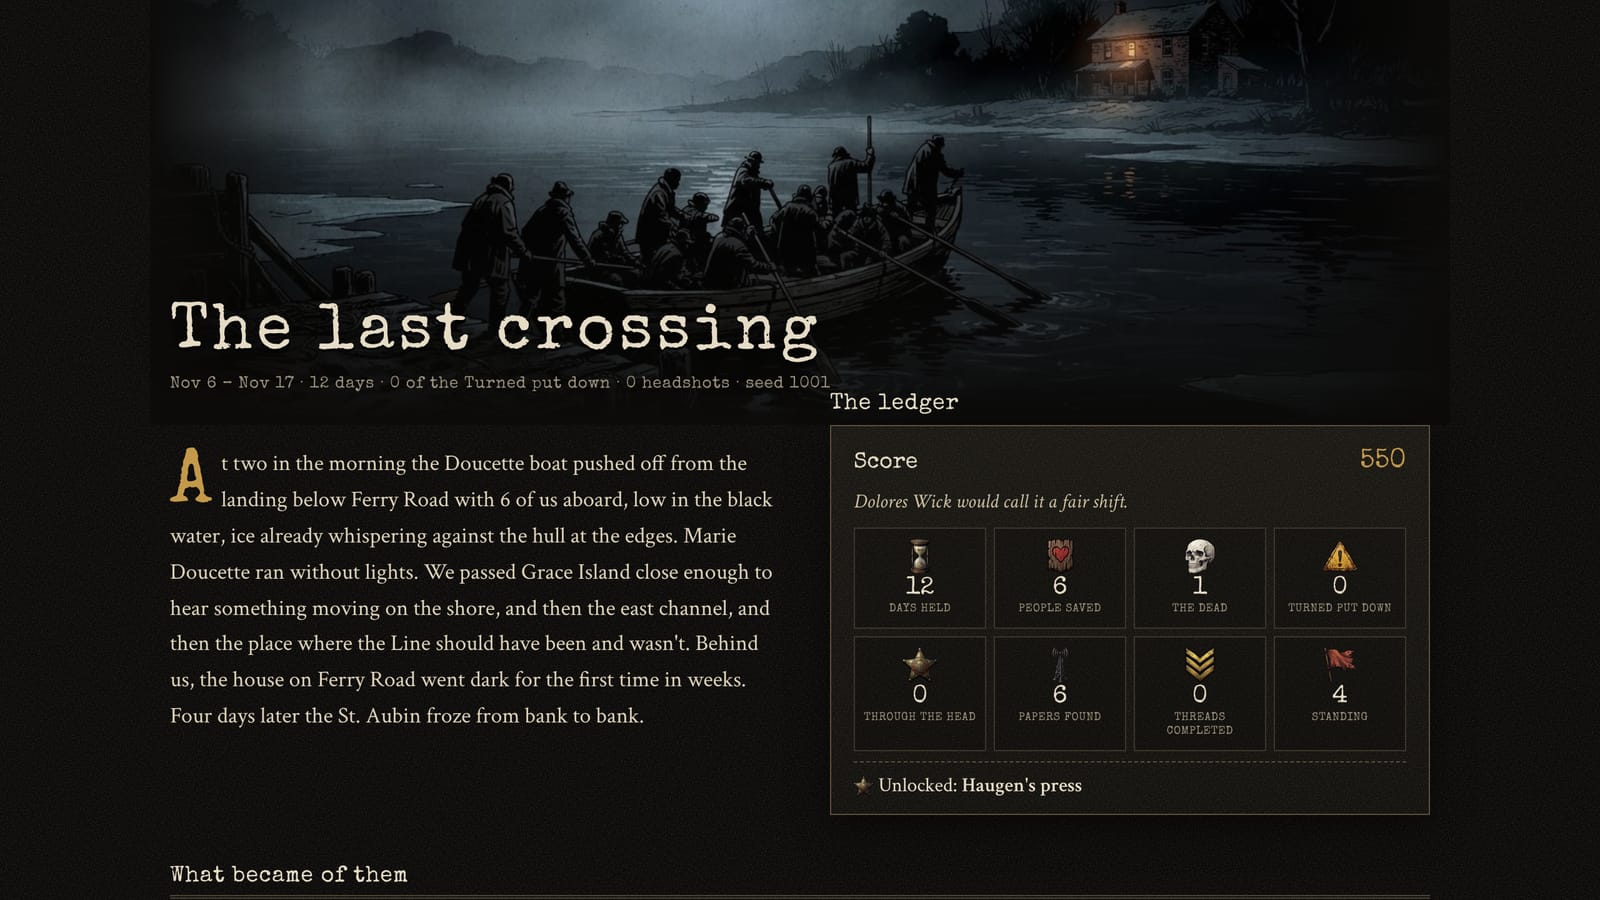 The last crossing
Nov 6 – Nov 17 · 12 days · 0 of the Turned put down · 0 headshots · seed 1001
At two in the morning the Doucette boat pushed off from the
landing below Ferry Road with 6 of us aboard, low in the black
water, ice already whispering against the hull at the edges. Marie
Doucette ran without lights. We passed Grace Island close enough to
hear something moving on the shore, and then the east channel, and
then the place where the Line should have been and wasn't. Behind
us, the house on Ferry Road went dark for the first time in weeks.
Four days later the St. Aubin froze from bank to bank.
The ledger
Score 550
Dolores Wick would call it a fair shift.
12
DAYS HELD
6
PEOPLE SAVED
1
THE DEAD
0
TURNED PUT DOWN
0
THROUGH THE HEAD
6
PAPERS FOUND
0
THREADS
COMPLETED
4
STANDING
Unlocked: Haugen's press
What became of them